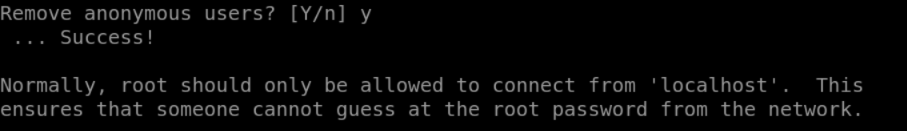 Remove anonymous users? [Y/n] y
 ... Success!

Normally, root should only be allowed to connect from 'localhost'.  This
ensures that someone cannot guess at the root password from the network.